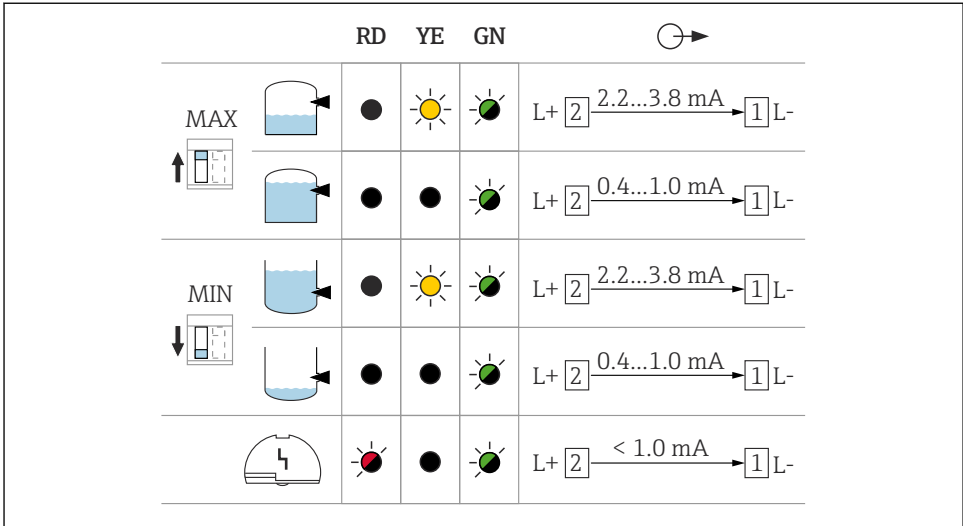 RD YE GN
MAX
L+ 2 2.2...3.8 mA 1 L-
L+ 2 0.4...1.0 mA 1 L-
MIN
L+ 2 2.2...3.8 mA 1 L-
L+ 2 0.4...1.0 mA 1 L-
L+ 2 < 1.0 mA 1 L-